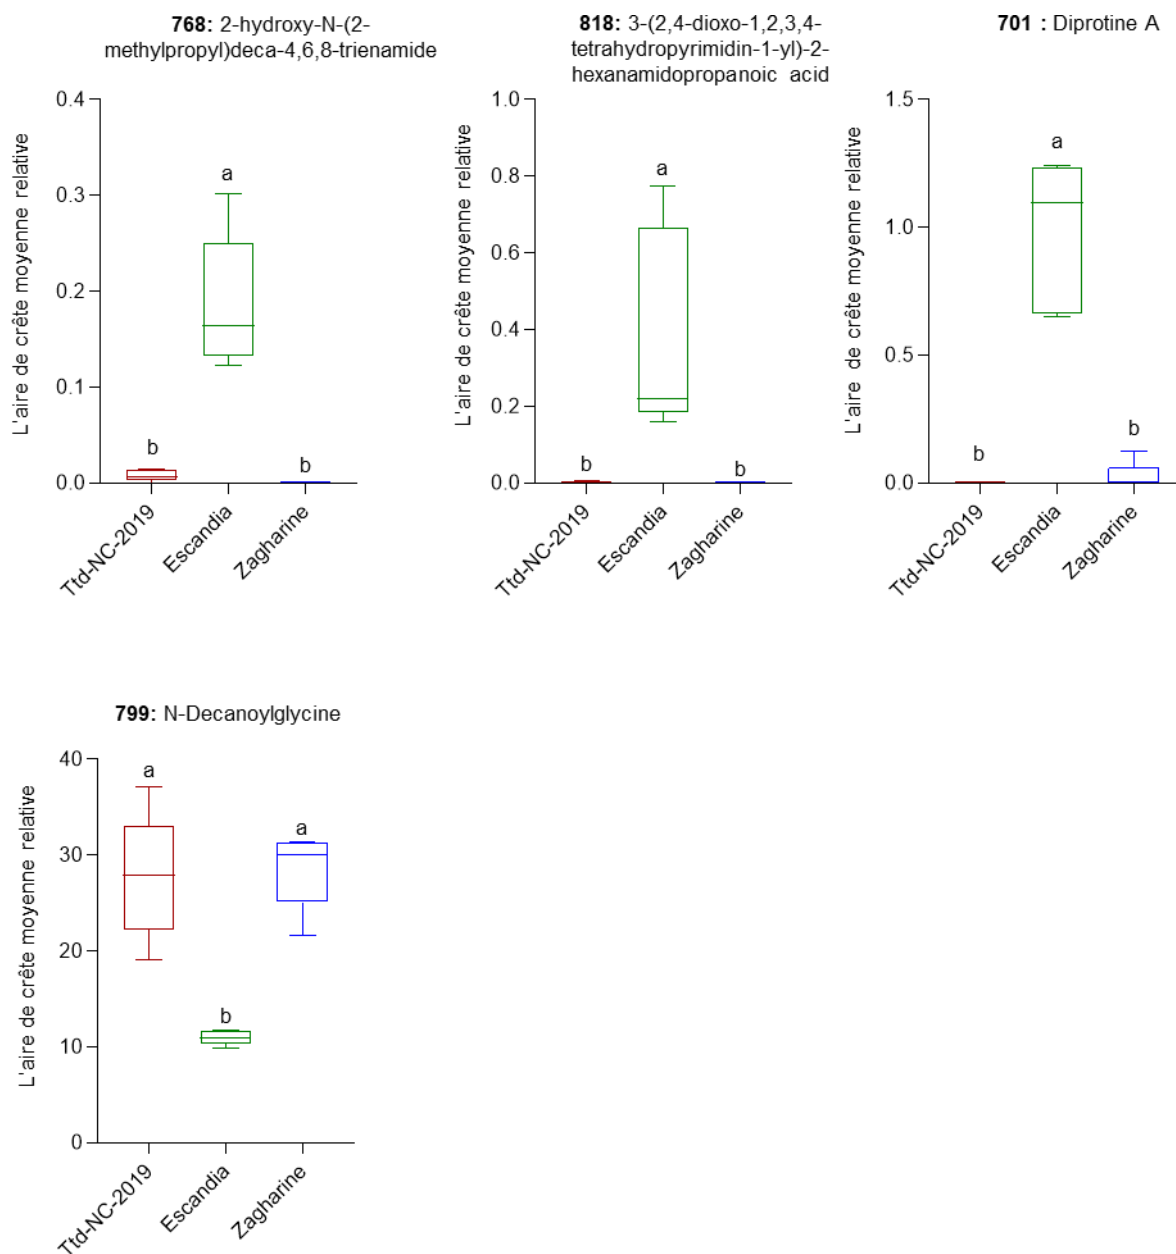 768: 2-hydroxy-N-(2-
methylpropyl)deca-4,6,8-trienamide
L'aire de crête moyenne relative
0.4
0.3
0.2
0.1
0.0
a
b
b
Ttd-NC-2019
Escandia
Zagharine
818: 3-(2,4-dioxo-1,2,3,4-
tetrahydropyrimidin-1-yl)-2-
hexanamidopropanoic acid
L'aire de crête moyenne relative
1.0
0.8
0.6
0.4
0.2
0.0
a
b
b
Ttd-NC-2019
Escandia
Zagharine
701 : Diprotine A
L'aire de crête moyenne relative
1.5
1.0
0.5
0.0
a
b
b
Ttd-NC-2019
Escandia
Zagharine
799: N-Decanoylglycine
L'aire de crête moyenne relative
40
30
20
10
0
a
b
a
Ttd-NC-2019
Escandia
Zagharine